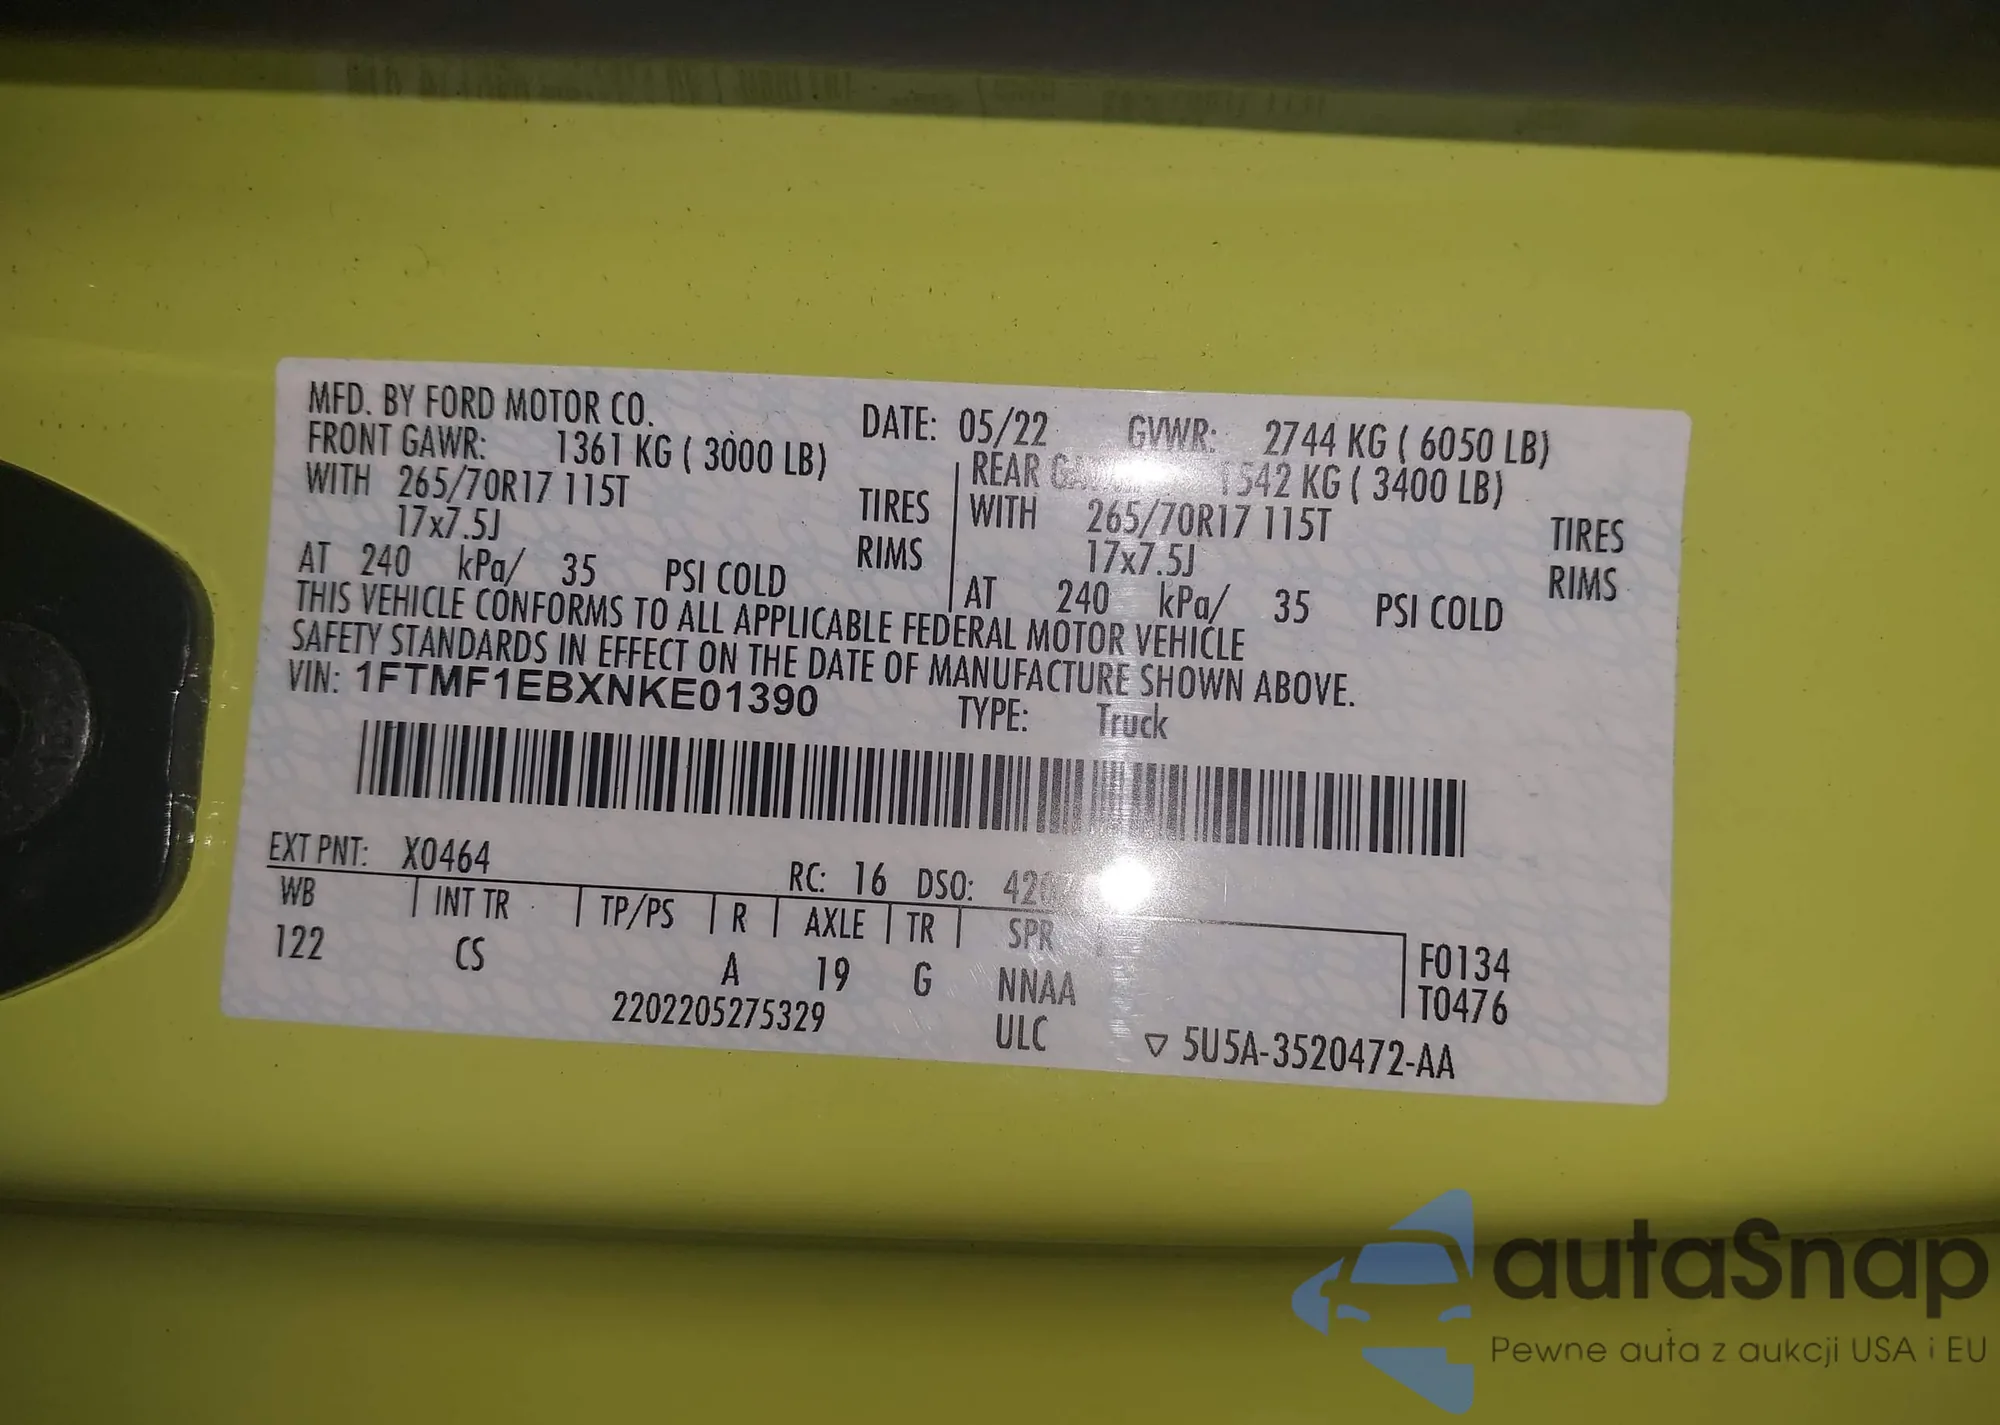 MFD. BY FORD MOTOR CO. DATE: 05/22 GVWR: 2744 KG ( 6050 LB)
FRONT GAWR: 1361 KG ( 3000 LB) REAR 1542 KG ( 3400 LB)
WITH 265/70R17 115T TIRES WITH 265/70R17 115T TIRES
17x7.5J RIMS 17x7.5J RIMS
AT 240 kPa/ 35 PSI COLD AT 240 kPa/ 35 PSI COLD
THIS VEHICLE CONFORMS TO ALL APPLICABLE FEDERAL MOTOR VEHICLE
SAFETY STANDARDS IN EFFECT ON THE DATE OF MANUFACTURE SHOWN ABOVE.
VIN: 1FTMF1EBXNKE01390 TYPE: Truck
EXT PNT: X0464 RC: 16 DSO:
WB INT TR TP/PS R AXLE TR SPR F0134
122 CS A 19 G NNAA T0476
2202205275329 ULC ▽ 5U5A-3520472-AA
autaSnap
Pewne auta z aukcji USA i EU